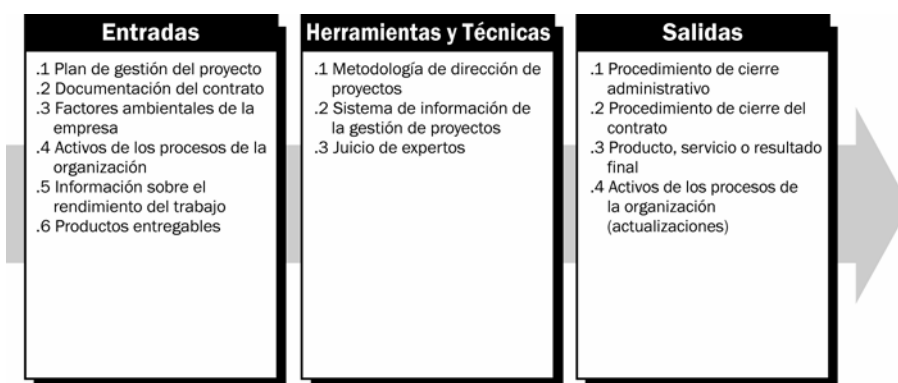 Entradas
.1 Plan de gestión del proyecto
.2 Documentación del contrato
.3 Factores ambientales de la
empresa
.4 Activos de los procesos de la
organización
.5 Información sobre el
rendimiento del trabajo
.6 Productos entregables
Herramientas y Técnicas
.1 Metodología de dirección de
proyectos
.2 Sistema de información de
la gestión de proyectos
.3 Juicio de expertos
Salidas
.1 Procedimiento de cierre
administrativo
.2 Procedimiento de cierre del
contrato
.3 Producto, servicio o resultado
final
.4 Activos de los procesos de
la organización
(actualizaciones)